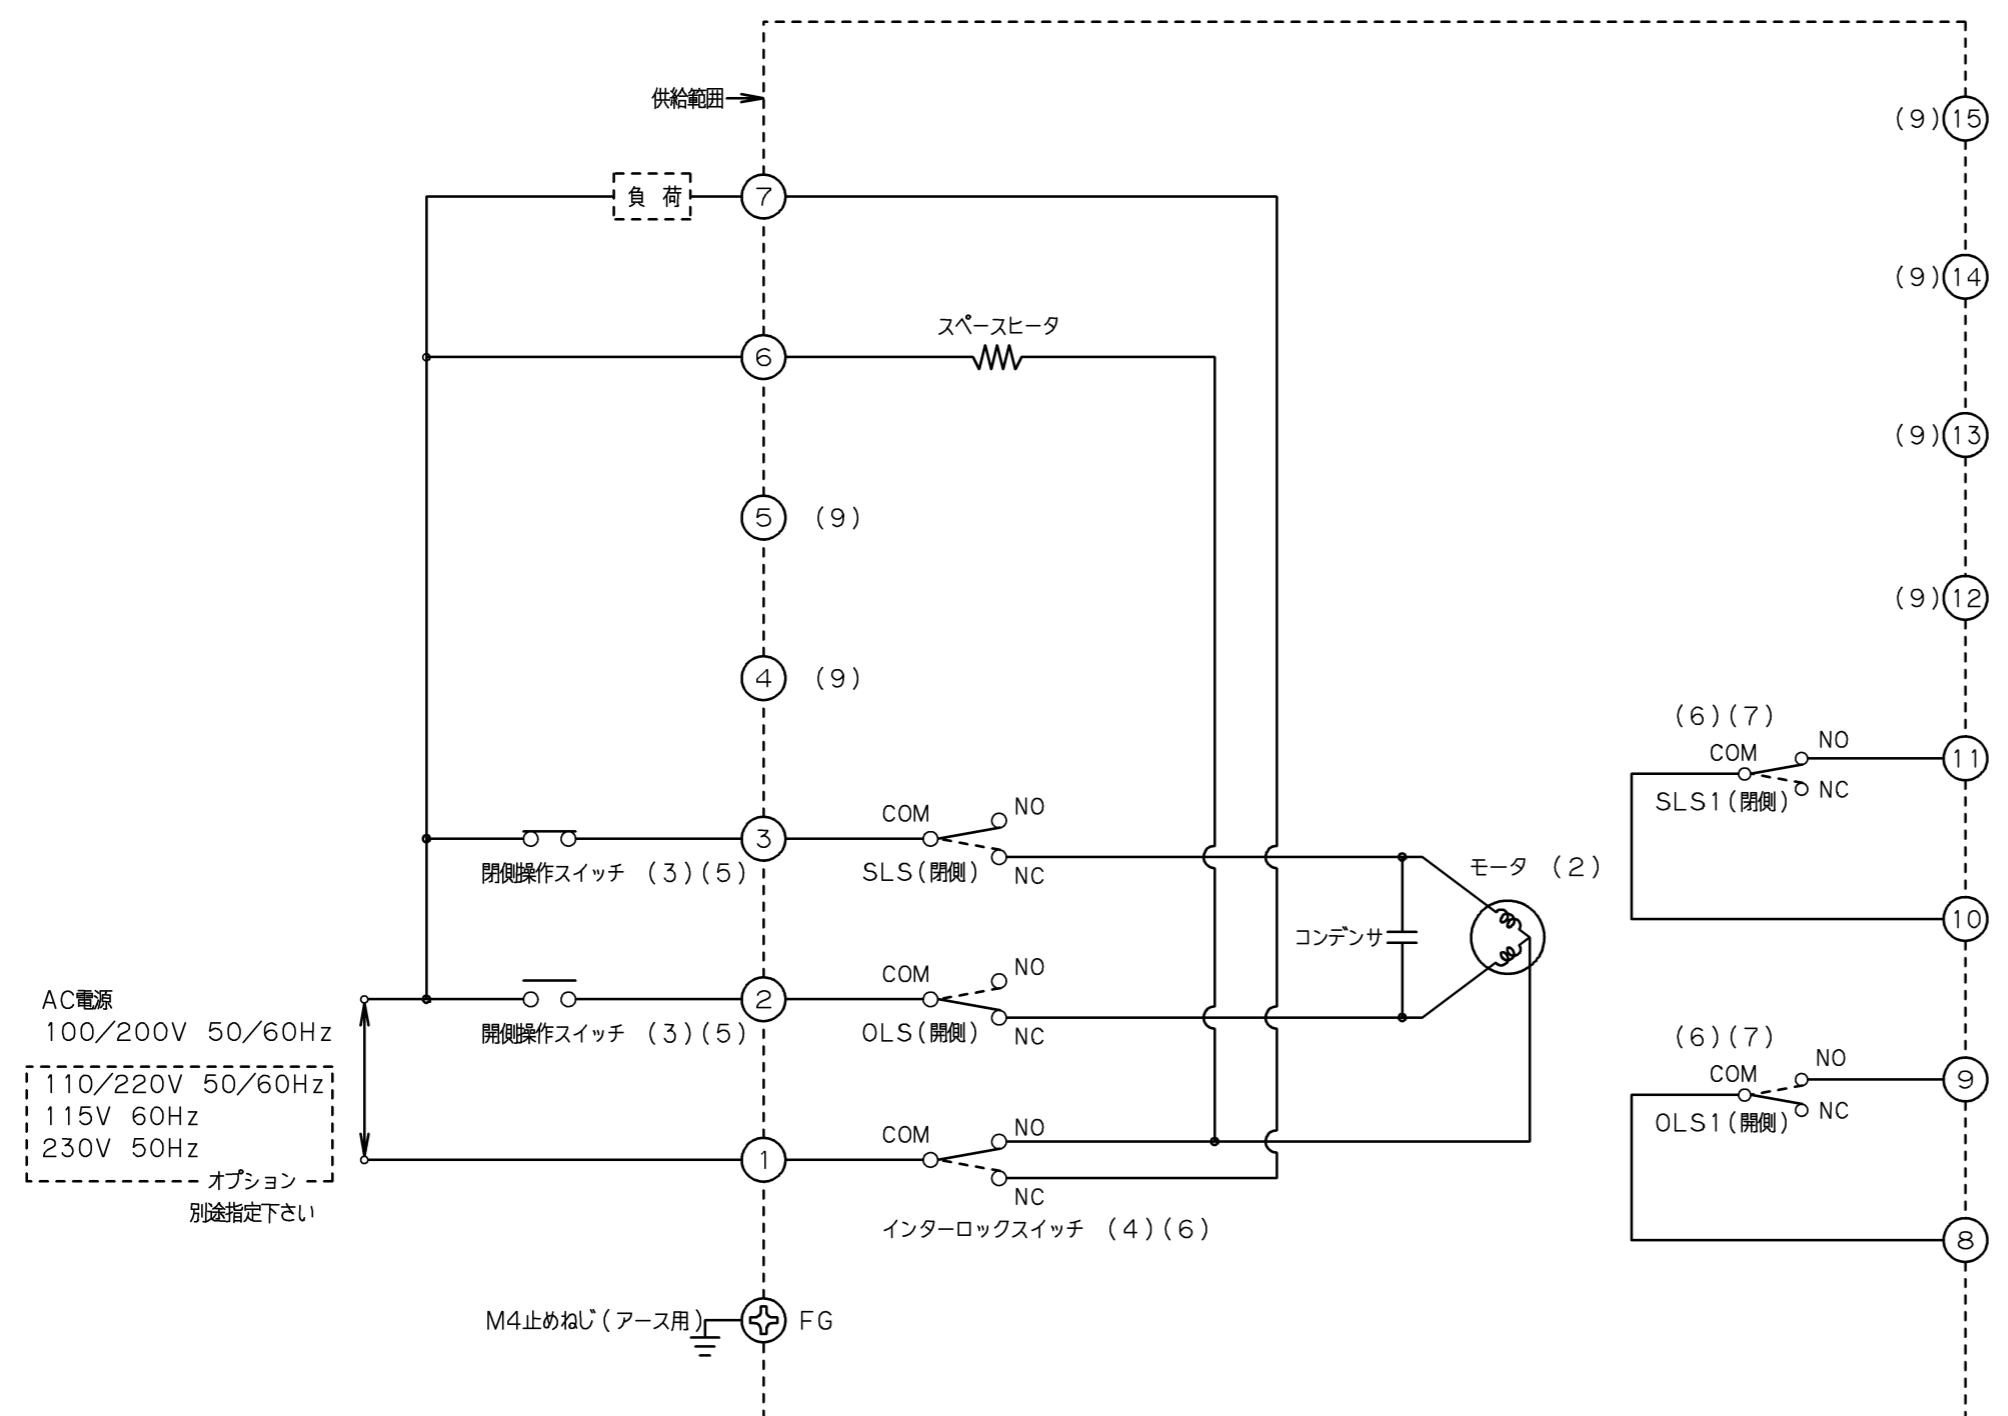 供給範囲
(9) 15
負 荷
7
(9) 14
スペースヒータ
6
(9) 13
5 (9)
(9) 12
4 (9)
(6)(7)
COM NO
NC
SLS1(閉側)
11
COM NO
3
閉側操作スイッチ (3)(5)
SLS(閉側) NC
モータ (2)
10
コンデンサ
COM NO
2
開側操作スイッチ (3)(5)
OLS(開側) NC
AC電源
100/200V 50/60Hz
110/220V 50/60Hz
115V 60Hz
230V 50Hz
オプション
別途指定下さい
(6)(7)
COM NO
NC
OLS1(開側)
9
COM NO
1
NC
インターロックスイッチ (4)(6)
8
M4止めねじ(アース用) FG